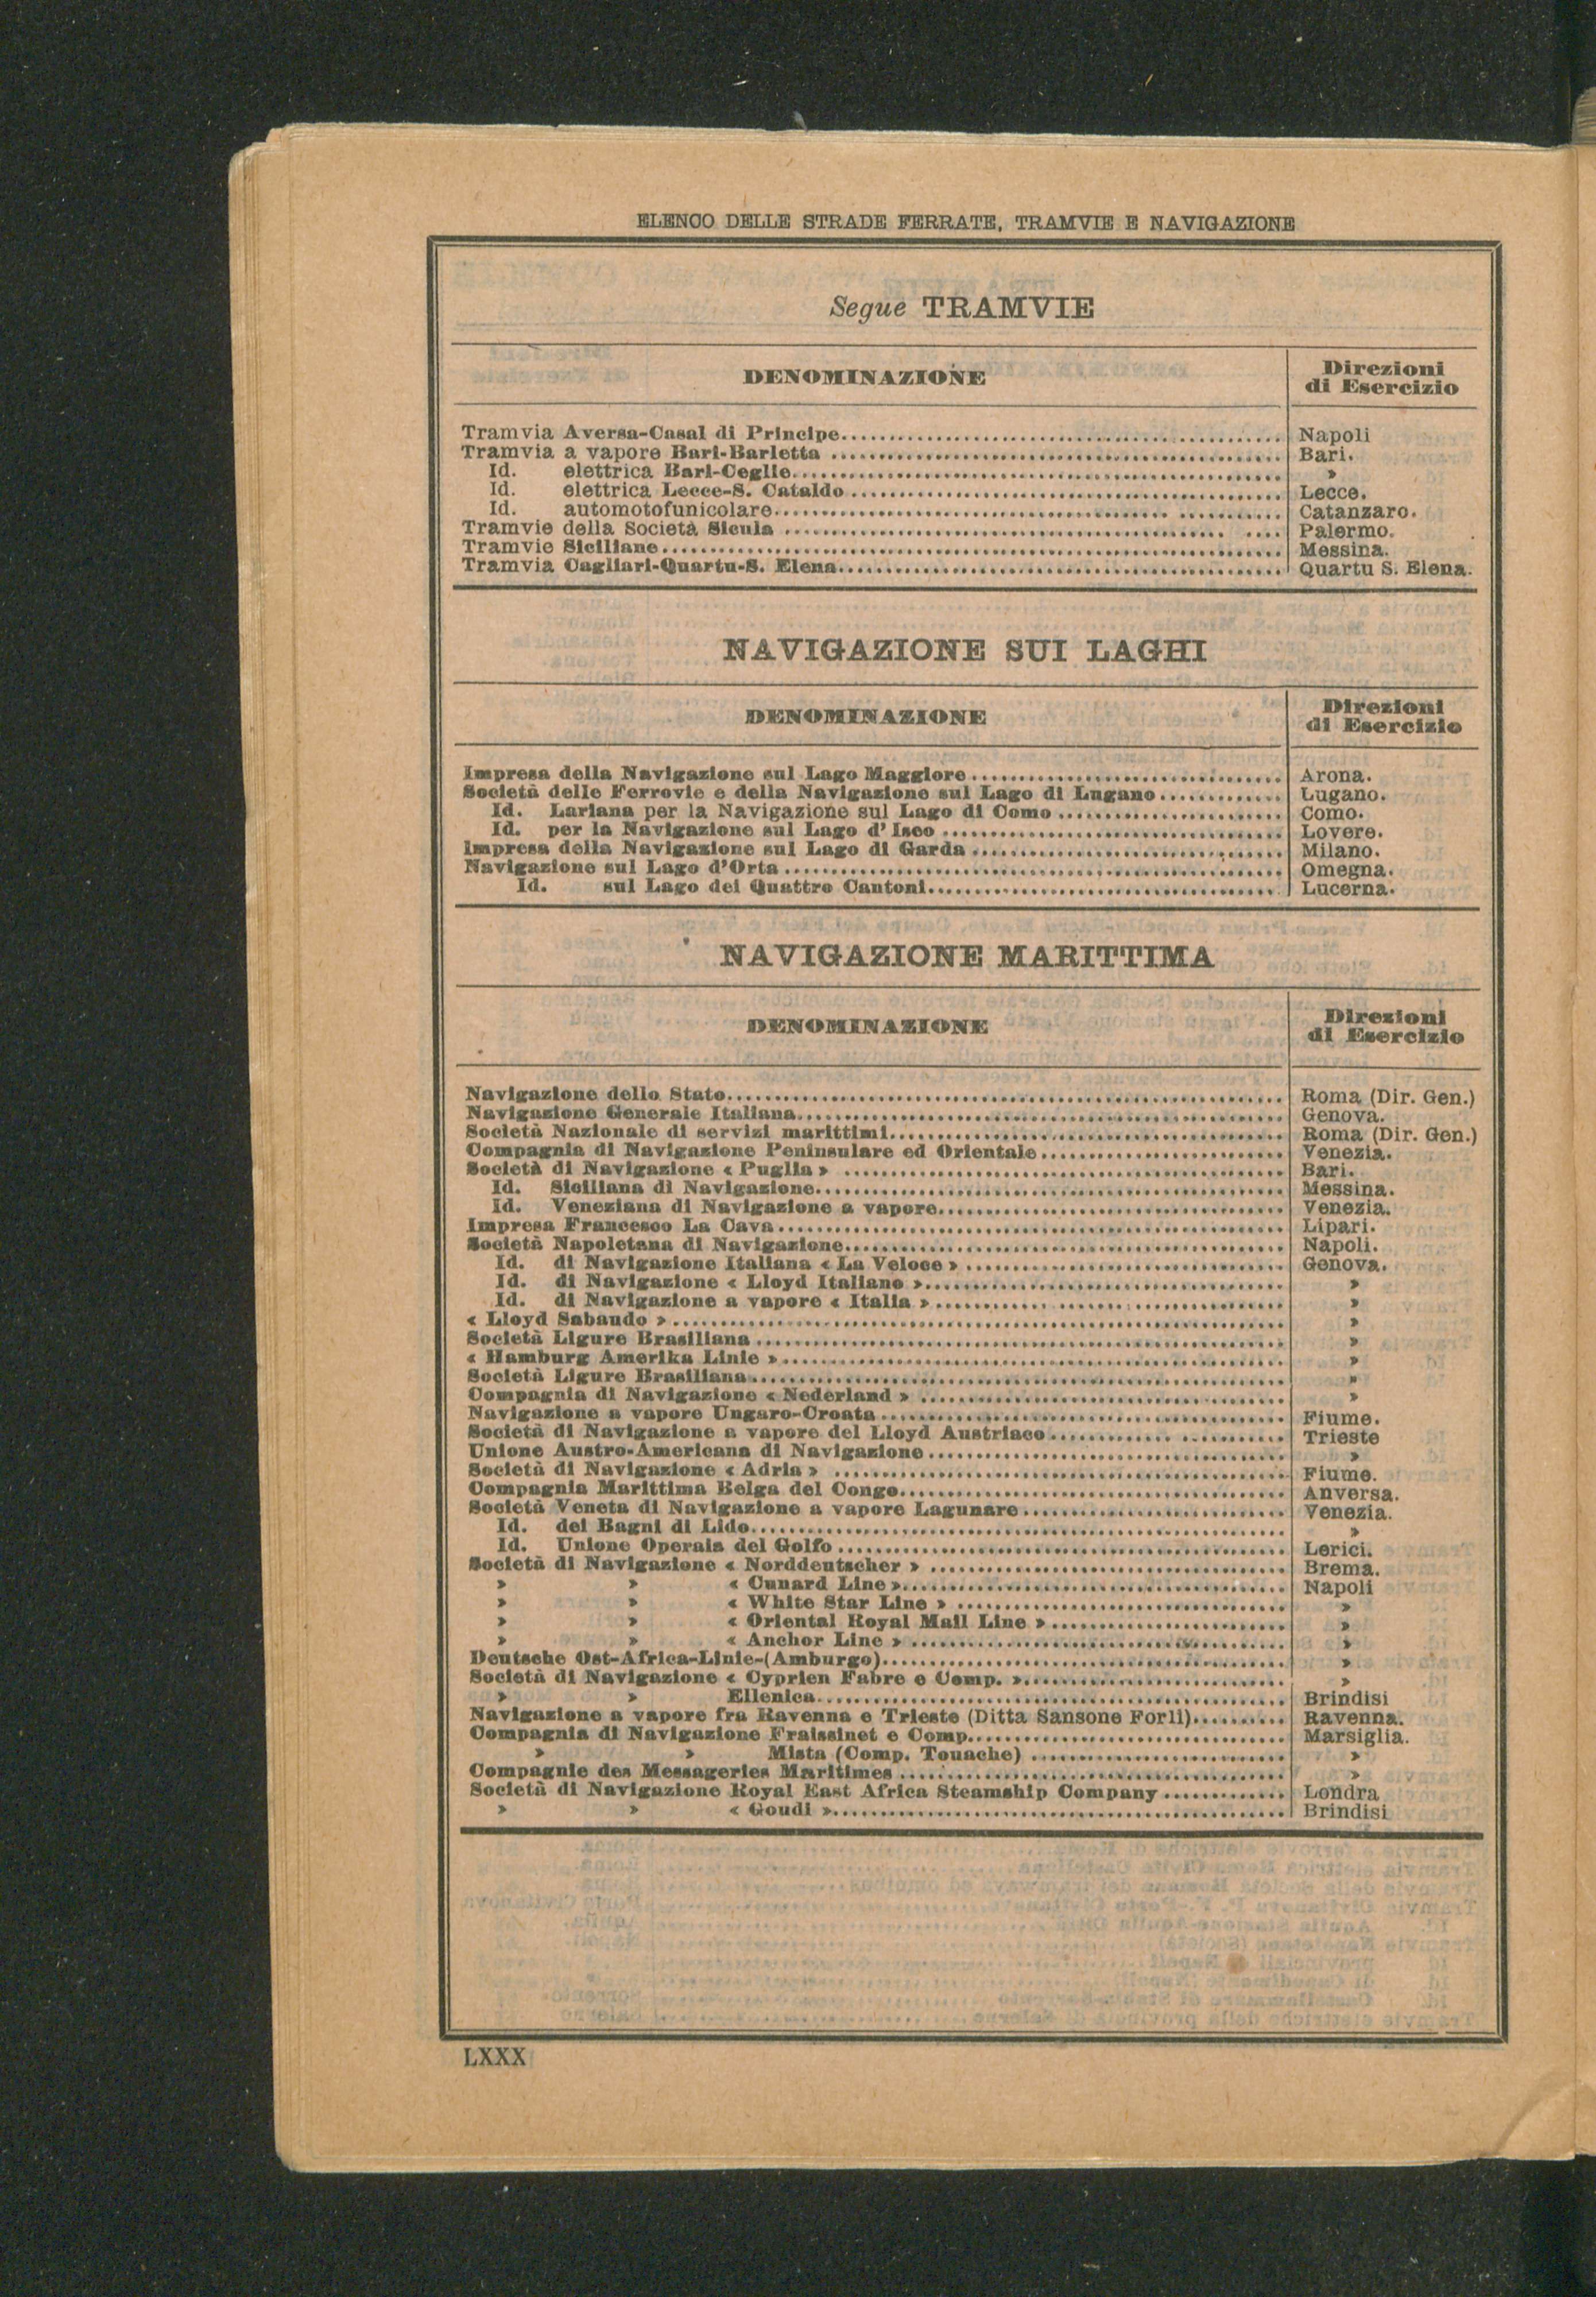 ELENCO DELLE STRADE FERRATE, TRAMVIE E NAVIGAZIONE
Segue TRAMVIE
DENOMINAZIONE Direzioni di Esercizio
Tramvia Aversa-Casal di Principe Napoli
Tramvia a vapore Bari-Barletta Bari.
Id. elettrica Bari-Ceglie »
Id. elettrica Lecce-S. Cataldo Lecce.
Id. automotofunicolare Catanzaro.
Tramvie della Società Sicula Palermo.
Tramvie Siciliane Messina.
Tramvia Cagliari-Quartu-S. Elena Quartu S. Elena.
NAVIGAZIONE SUI LAGHI
DENOMINAZIONE Direzioni di Esercizio
Impresa della Navigazione sul Lago Maggiore Arona.
Società delle Ferrovie e della Navigazione sul Lago di Lugano Lugano.
Id. Lariana per la Navigazione sul Lago di Como Como.
Id. per la Navigazione sul Lago d'Iseo Lovere.
Impresa della Navigazione sul Lago di Garda Milano.
Navigazione sul Lago d'Orta Omegna.
Id. sul Lago dei Quattro Cantoni Lucerna.
NAVIGAZIONE MARITTIMA
DENOMINAZIONE Direzioni di Esercizio
Navigazione dello Stato Roma (Dir. Gen.)
Navigazione Generale Italiana Genova.
Società Nazionale di servizi marittimi Roma (Dir. Gen.)
Compagnia di Navigazione Peninsulare ed Orientale Venezia.
Società di Navigazione « Puglia » Bari.
Id. Siciliana di Navigazione Messina.
Id. Veneziana di Navigazione a vapore Venezia.
Impresa Francesco La Cava Lipari.
Società Napoletana di Navigazione Napoli.
Id. di Navigazione Italiana « La Veloce » Genova.
Id. di Navigazione « Lloyd Italiano » »
Id. di Navigazione a vapore « Italia » »
« Lloyd Sabaudo » »
Società Ligure Brasiliana »
« Hamburg Amerika Linie » »
Società Ligure Brasiliana »
Compagnia di Navigazione « Nederland » »
Navigazione a vapore Ungaro-Croata Fiume.
Società di Navigazione a vapore del Lloyd Austriaco Trieste
Unione Austro-Americana di Navigazione »
Società di Navigazione « Adria » Fiume.
Compagnia Marittima Belga del Congo Anversa.
Società Veneta di Navigazione a vapore Lagunare Venezia.
Id. dei Bagni di Lido »
Id. Unione Operaia del Golfo Lerici.
Società di Navigazione « Norddeutscher » Brema.
» » « Cunard Line » Napoli
» » « White Star Line » »
» » « Oriental Royal Mail Line » »
» » « Anchor Line » »
Deutsche Ost-Africa-Linie-(Amburgo) »
Società di Navigazione « Cyprien Fabre e Comp. » »
» » Ellenica Brindisi
Navigazione a vapore fra Ravenna e Trieste (Ditta Sansone Forlì) Ravenna.
Compagnia di Navigazione Fraissinet e Comp. Marsiglia.
» » Mista (Comp. Touache) »
Compagnie des Messageries Maritimes »
Società di Navigazione Royal East Africa Steamship Company Londra
» » « Goudi » Brindisi
LXXX